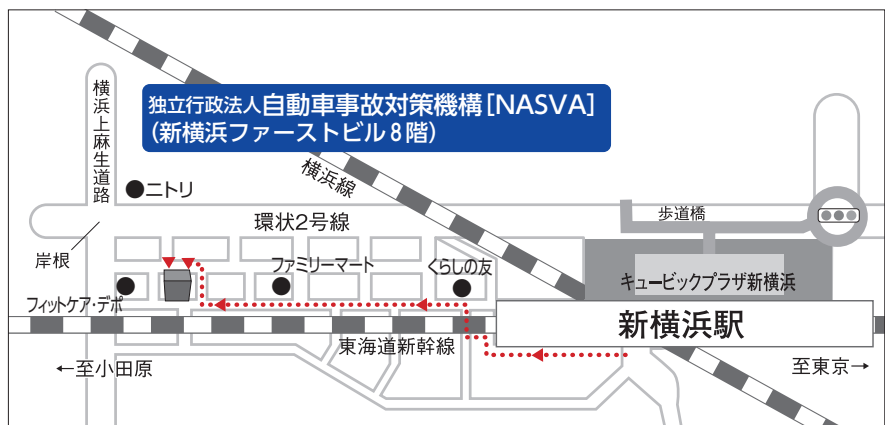 独立行政法人自動車事故対策機構[NASVA]
(新横浜ファーストビル8階)
横浜上麻生道路
ニトリ
横浜線
歩道橋
環状2号線
岸根
ファミリーマート
くらしの友
キュービックプラザ新横浜
フィットケア・デポ
新横浜駅
東海道新幹線
←至小田原
至東京→